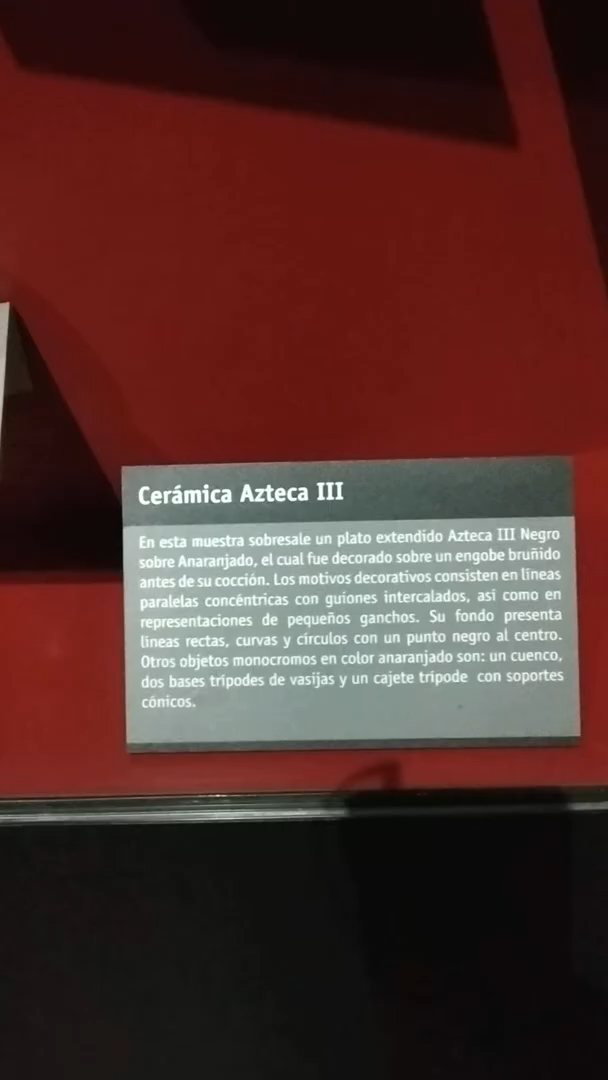 Cerámica Azteca III
En esta muestra sobresale un plato extendido Azteca III Negro
sobre Anaranjado, el cual fue decorado sobre un engobe bruñido
antes de su cocción. Los motivos decorativos consisten en líneas
paralelas concéntricas con guiones intercalados, así como en
representaciones de pequeños ganchos. Su fondo presenta
líneas rectas, curvas y círculos con un punto negro al centro.
Otros objetos monocromos en color anaranjado son: un cuenco,
dos bases trípodes de vasijas y un cajete trípode con soportes
cónicos.